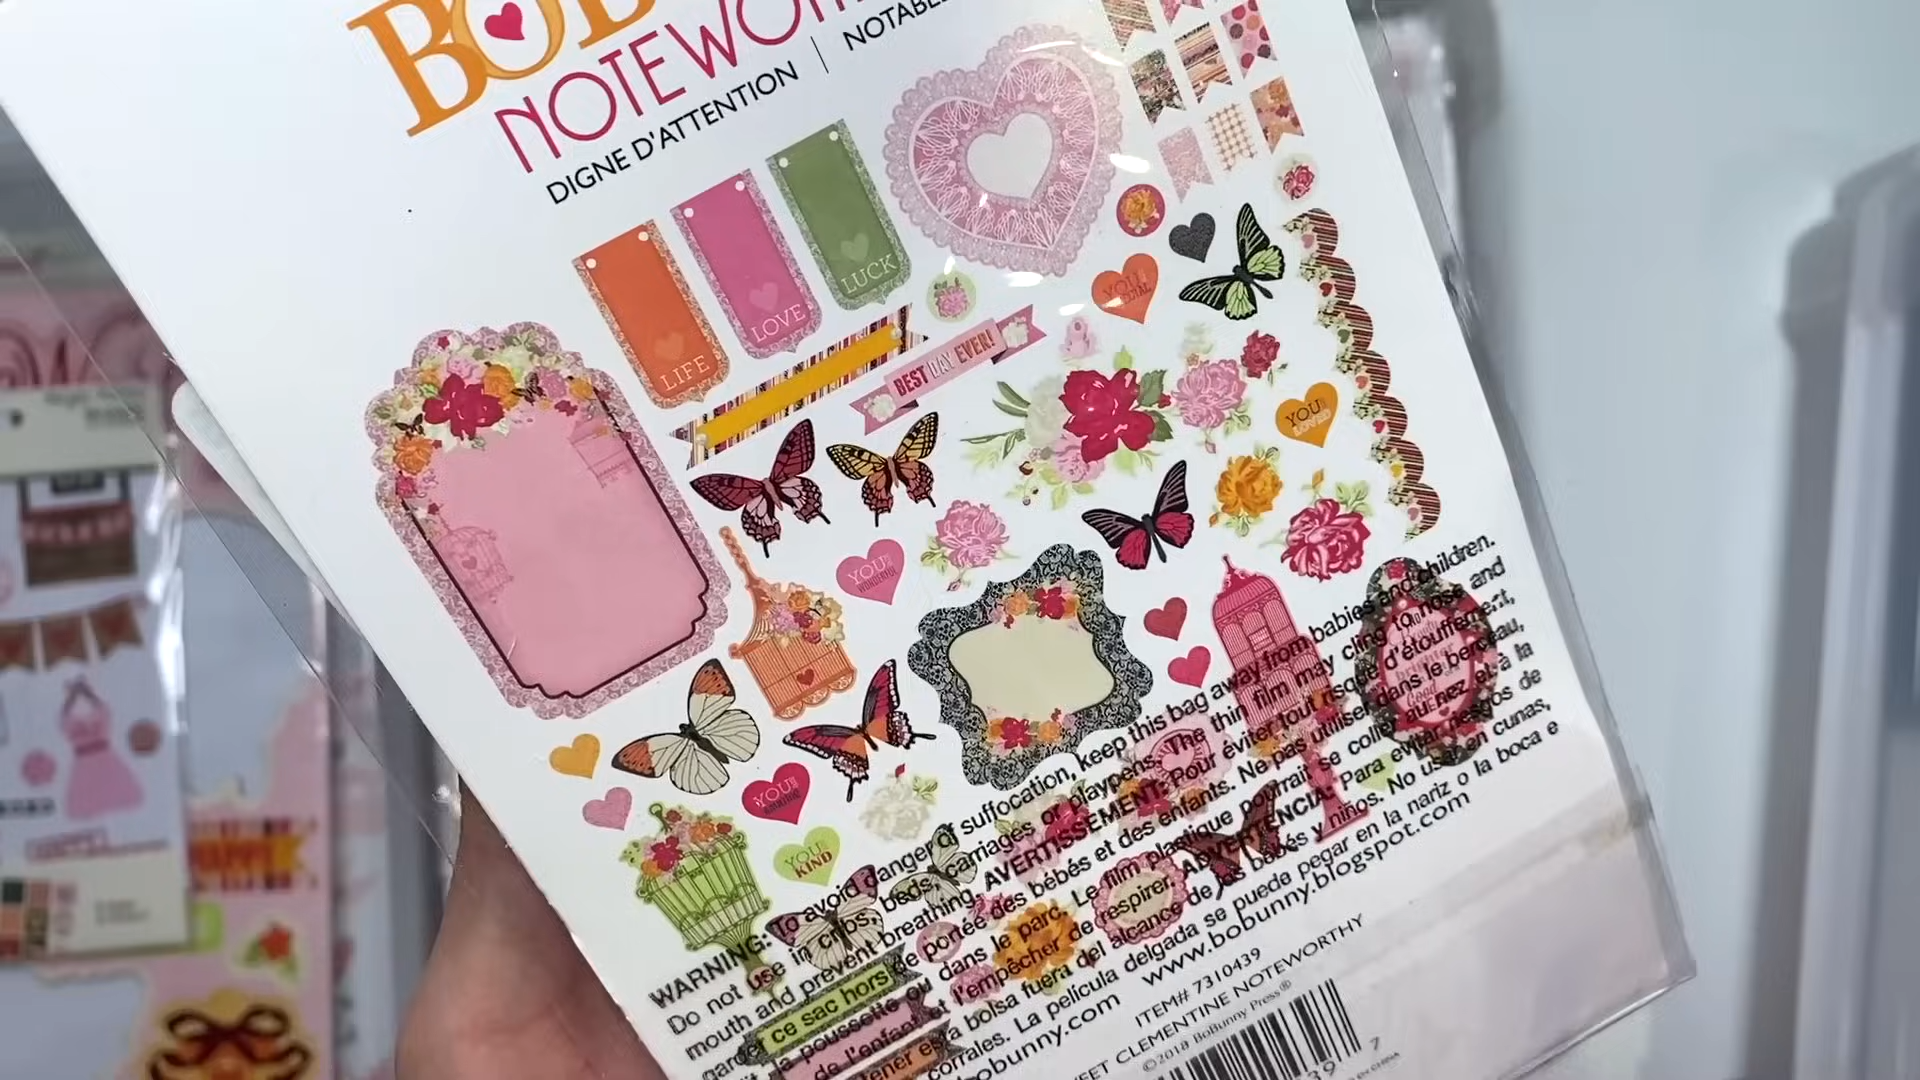 NOTEWO
DIGNE D'ATTENTION | NOTABLE
LIFE
LOVE
LUCK
BEST DAY EVER!
YOU
YOU
LOVED
YOU
YOU
YOU
KIND
WARNING: To avoid danger of suffocation, keep this bag away from babies and children.
Do not use in cribs, beds, carriages or playpens. The thin film may cling to nose and
mouth and prevent breathing. AVERTISSEMENT: Pour éviter tout risque d'étouffement,
garder ce sac hors de portée des bébés et des enfants. Ne pas utiliser dans le berceau,
la poussette ou dans le parc. Le film plastique pourrait se coller au nez et à la
de l'enfant et l'empêcher de respirer. ADVERTENCIA: Para evitar riesgos de
tener esta bolsa fuera del alcance de los bebés y niños. No usar en cunas,
corrales. La película delgada se puede pegar en la nariz o la boca e
bobunny.com www.bobunny.blogspot.com
ITEM# 7310439
EET CLEMENTINE NOTEWORTHY
©2018 BoBunny Press®
39 7